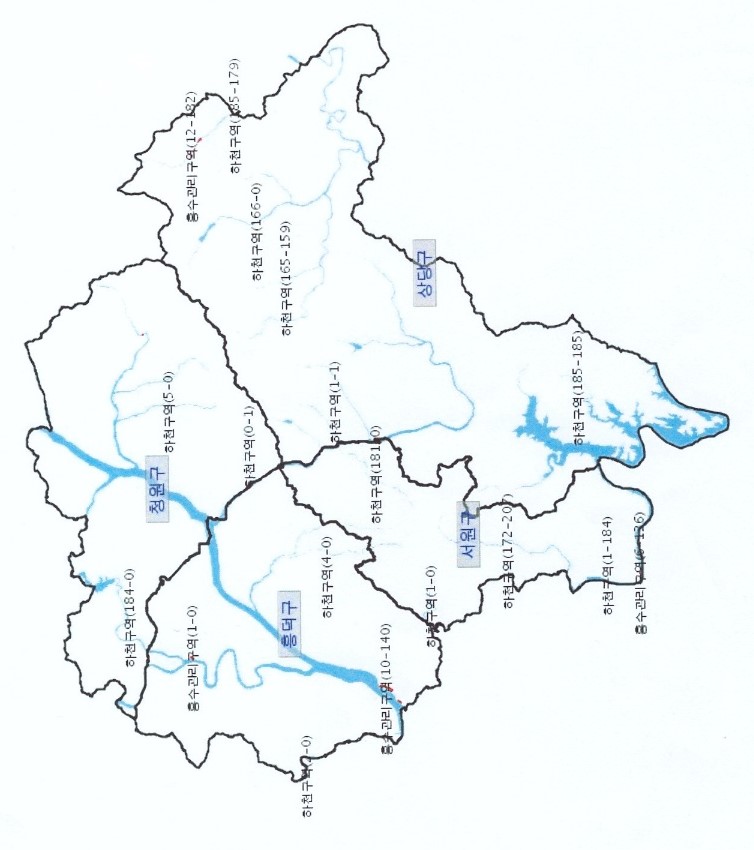 하천구역(184-0)
청원구
하천구역(5-0)
홍수관리구역(1-0)
홍수관리구역(12-182)
하천구역(185-179)
하천구역(0-1)
하천구역(166-0)
하천구역(165-159)
흥덕구
하천구역(2-0)
하천구역(4-0)
하천구역(1-1)
하천구역(181-0)
홍수관리구역(10-140)
상당구
하천구역(1-0)
서원구
하천구역(172-207)
하천구역(185-185)
하천구역(1-184)
홍수관리구역(6-136)